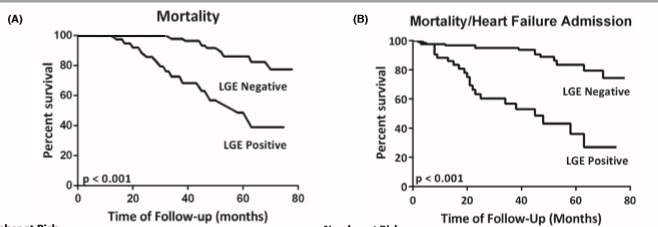 (A)
Mortality
Percent survival
100
80
60
40
20
0
LGE Negative
LGE Positive
p < 0.001
0 20 40 60 80
Time of Follow-up (months)
(B)
Mortality/Heart Failure Admission
Percent survival
100
80
60
40
20
0
LGE Negative
LGE Positive
p < 0.001
0 20 40 60 80
Time of Follow-Up (Months)